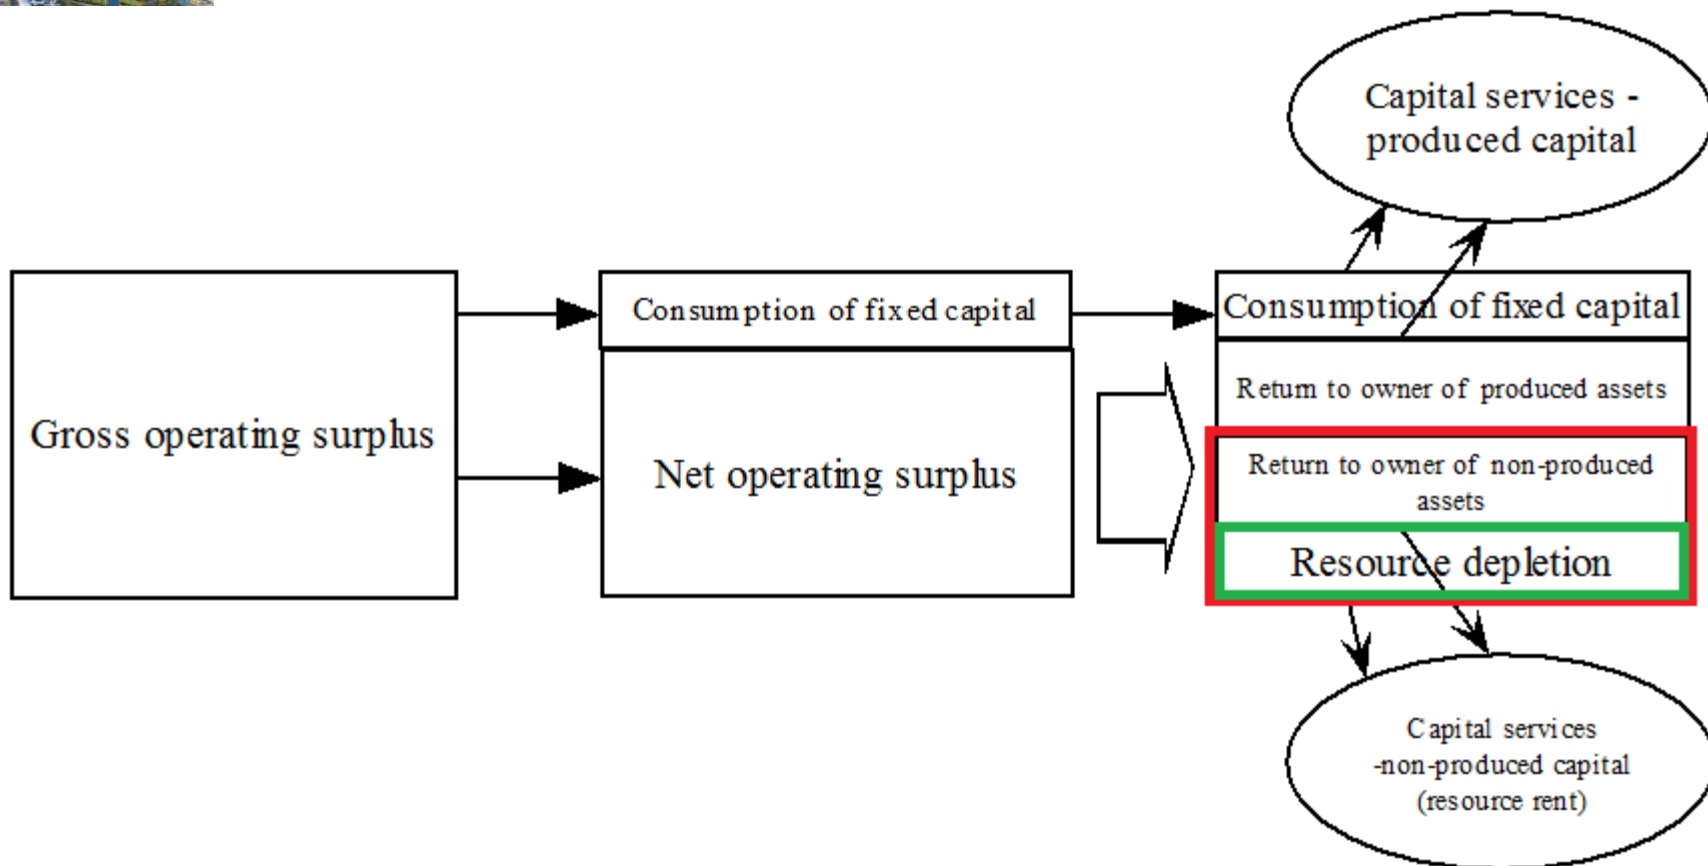 Capital services -
produced capital
Gross operating surplus
Consumption of fixed capital
Net operating surplus
Consumption of fixed capital
Return to owner of produced assets
Return to owner of non-produced
assets
Resource depletion
Capital services
-non-produced capital
(resource rent)